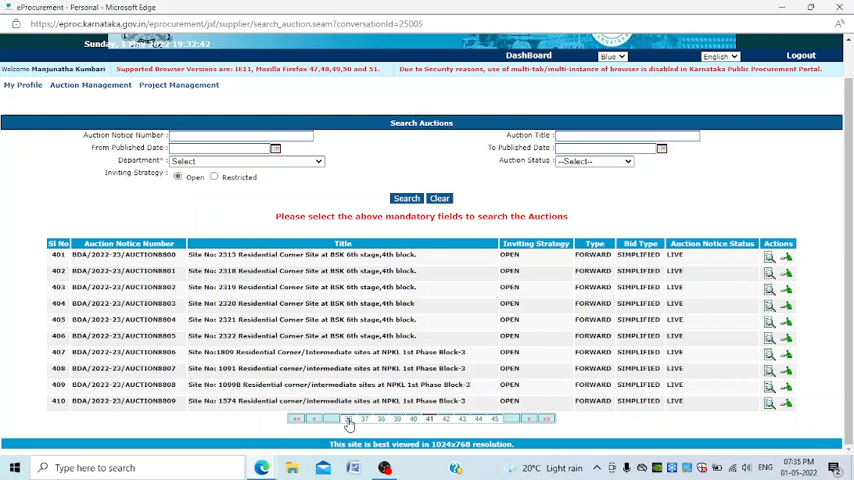 eProcurement - Personal - Microsoft Edge
https://eproc.karnataka.gov.in/eprocurement/jsf/supplier/search_auction.seam?conversationId=25005
Sunday, 1 May 2022 19:32:42
DashBoard Blue English Logout
Welcome Manjunatha Kumbari Supported Browser Versions are: IE11, Mozilla Firefox 47,48,49,50 and 51. Due to Security reasons, use of multi-tab/multi-instance of browser is disabled in Karnataka Public Procurement Portal.
My Profile Auction Management Project Management
Search Auctions
Auction Notice Number : Auction Title :
From Published Date : To Published Date :
Department* : Select Auction Status : --Select--
Inviting Strategy : Open Restricted
Search Clear
Please select the above mandatory fields to search the Auctions
Sl No Auction Notice Number Title Inviting Strategy Type Bid Type Auction Notice Status Actions
401 BDA/2022-23/AUCTION8800 Site No: 2313 Residential Corner Site at BSK 6th stage,4th block. OPEN FORWARD SIMPLIFIED LIVE
402 BDA/2022-23/AUCTION8801 Site No: 2318 Residential Corner Site at BSK 6th stage,4th block. OPEN FORWARD SIMPLIFIED LIVE
403 BDA/2022-23/AUCTION8802 Site No: 2319 Residential Corner Site at BSK 6th stage,4th block. OPEN FORWARD SIMPLIFIED LIVE
404 BDA/2022-23/AUCTION8803 Site No: 2320 Residential Corner Site at BSK 6th stage,4th block OPEN FORWARD SIMPLIFIED LIVE
405 BDA/2022-23/AUCTION8804 Site No: 2321 Residential Corner Site at BSK 6th stage,4th block. OPEN FORWARD SIMPLIFIED LIVE
406 BDA/2022-23/AUCTION8805 Site No: 2322 Residential Corner Site at BSK 6th stage,4th block. OPEN FORWARD SIMPLIFIED LIVE
407 BDA/2022-23/AUCTION8806 Site No:1809 Residential Corner/Intermediate sites at NPKL 1st Phase Block-3 OPEN FORWARD SIMPLIFIED LIVE
408 BDA/2022-23/AUCTION8807 Site No: 1091 Residential Corner/Intermediate sites at NPKL 1st Phase Block-3 OPEN FORWARD SIMPLIFIED LIVE
409 BDA/2022-23/AUCTION8808 Site No: 1099B Residential corner/intermediate sites at NPKL 1st Phase Block-3 OPEN FORWARD SIMPLIFIED LIVE
410 BDA/2022-23/AUCTION8809 Site No: 1574 Residential Corner/Intermediate sites at NPKL 1st Phase Block-3 OPEN FORWARD SIMPLIFIED LIVE
«« « 37 38 39 40 41 42 43 44 45 » »»
This site is best viewed in 1024x768 resolution.
Type here to search 20°C Light rain ENG 07:35 PM
01-05-2022 2